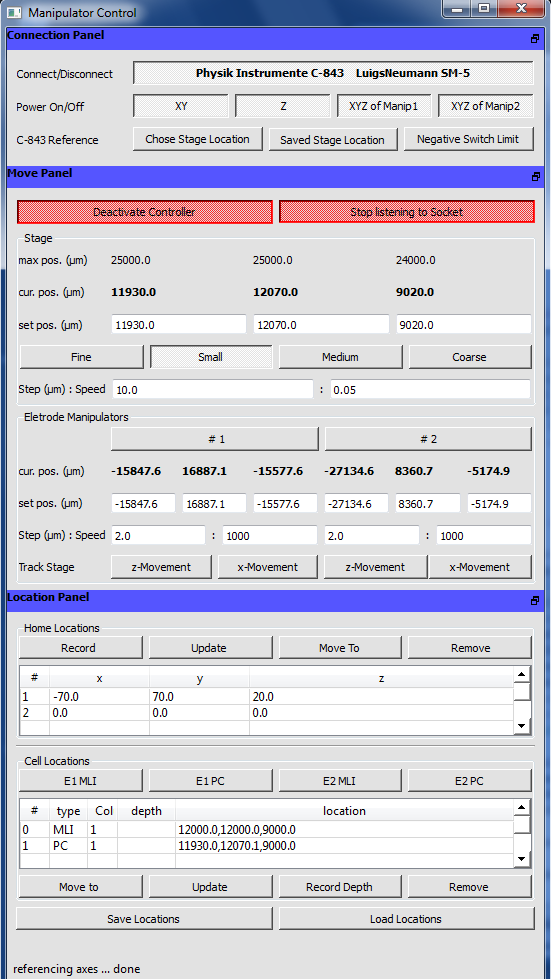 Manipulator Control
Connection Panel
Connect/Disconnect Physik Instrumente C-843 LuigsNeumann SM-5
Power On/Off XY Z XYZ of Manip1 XYZ of Manip2
C-843 Reference Chose Stage Location Saved Stage Location Negative Switch Limit
Move Panel
Deactivate Controller Stop listening to Socket
Stage
max pos. (µm) 25000.0 25000.0 24000.0
cur. pos. (µm) 11930.0 12070.0 9020.0
set pos. (µm) 11930.0 12070.0 9020.0
Fine Small Medium Coarse
Step (µm) : Speed 10.0 : 0.05
Eletrode Manipulators
# 1 # 2
cur. pos. (µm) -15847.6 16887.1 -15577.6 -27134.6 8360.7 -5174.9
set pos. (µm) -15847.6 16887.1 -15577.6 -27134.6 8360.7 -5174.9
Step (µm) : Speed 2.0 : 1000 2.0 : 1000
Track Stage z-Movement x-Movement z-Movement x-Movement
Location Panel
Home Locations
Record Update Move To Remove
# x y z
1 -70.0 70.0 20.0
2 0.0 0.0 0.0
Cell Locations
E1 MLI E1 PC E2 MLI E2 PC
# type Col depth location
0 MLI 1 12000.0,12000.0,9000.0
1 PC 1 11930.0,12070.1,9000.0
Move to Update Record Depth Remove
Save Locations Load Locations
referencing axes ... done